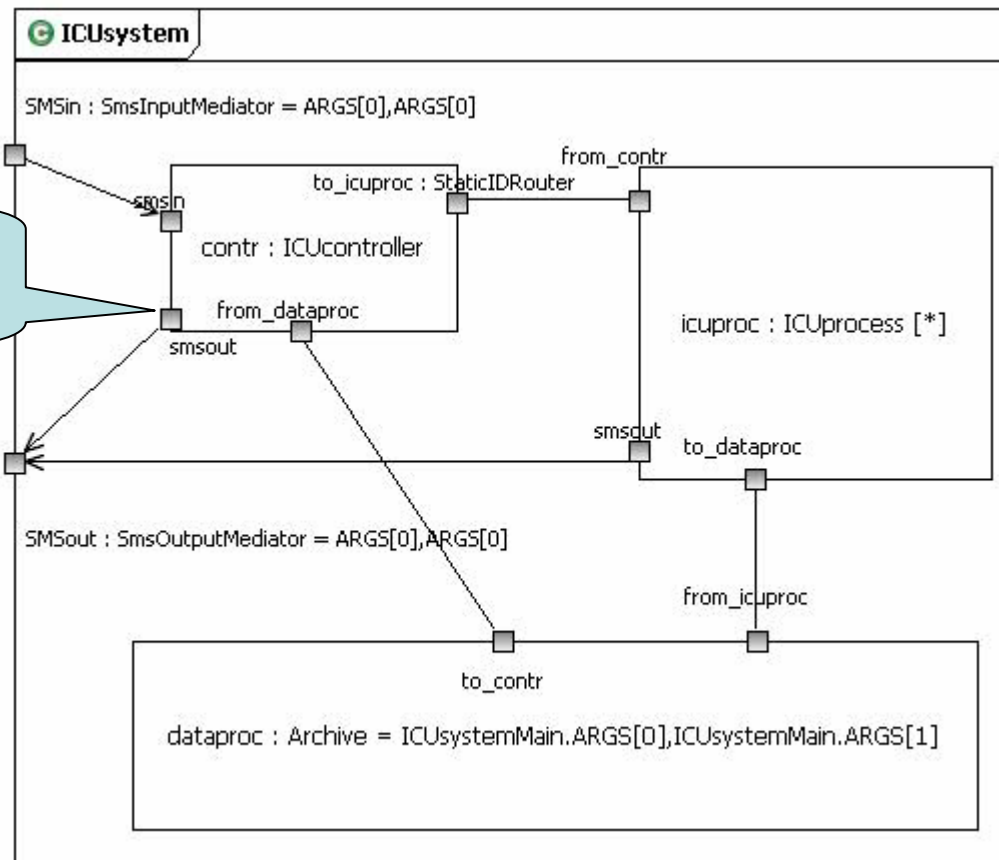 ICUsystem
SMSin : SmsInputMediator = ARGS[0],ARGS[0]
from_contr
to_icuproc : StaticIDRouter
smsin
contr : ICUcontroller
from_dataproc
icuproc : ICUprocess [*]
smsout
smsout
to_dataproc
SMSout : SmsOutputMediator = ARGS[0],ARGS[0]
from_icuproc
to_contr
dataproc : Archive = ICUsystemMain.ARGS[0],ICUsystemMain.ARGS[1]